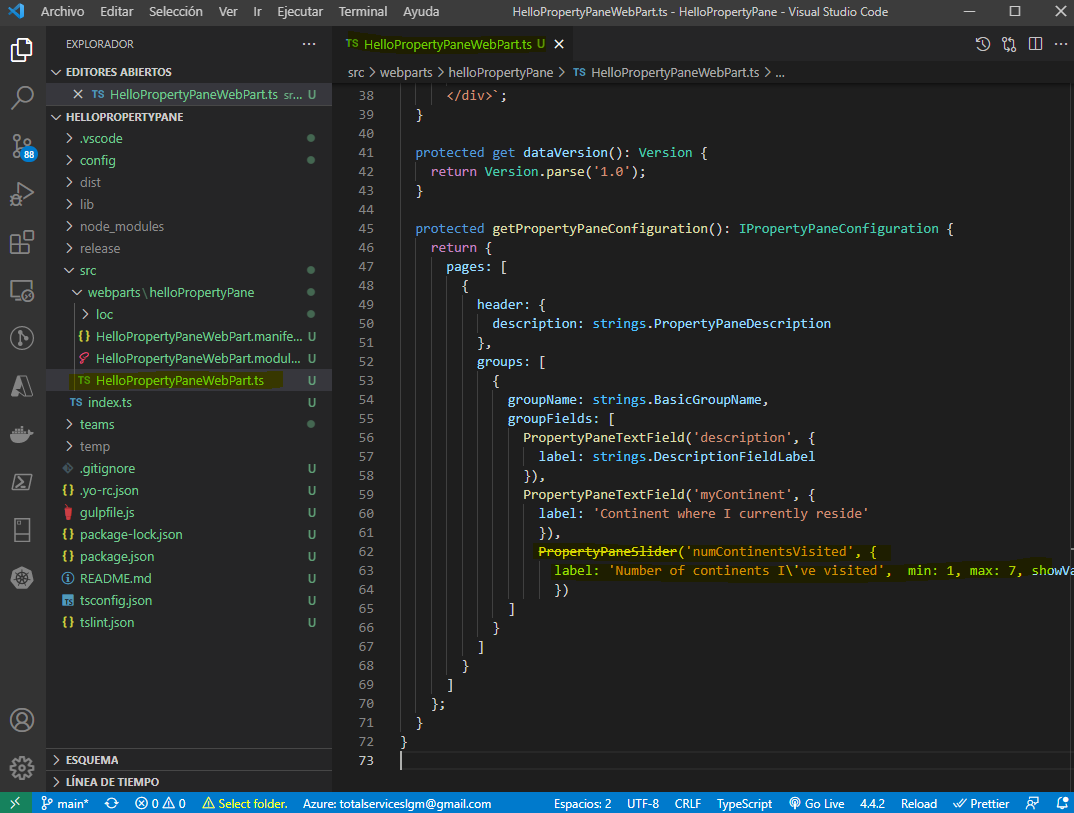 Archivo Editar Selección Ver Ir Ejecutar Terminal Ayuda HelloPropertyPaneWebPart.ts - HelloPropertyPane - Visual Studio Code
EXPLORADOR
EDITORES ABIERTOS
TS HelloPropertyPaneWebPart.ts sr... U
HELLOPROPERTYPANE
.vscode
config
dist
lib
node_modules
release
src
webparts\helloPropertyPane
loc
{} HelloPropertyPaneWebPart.manife... U
HelloPropertyPaneWebPart.modul... U
TS HelloPropertyPaneWebPart.ts U
TS index.ts U
teams
temp
.gitignore U
{} .yo-rc.json U
gulpfile.js U
{} package-lock.json U
{} package.json U
README.md U
TS tsconfig.json U
{} tslint.json U
ESQUEMA
LÍNEA DE TIEMPO
88
TS HelloPropertyPaneWebPart.ts U
src > webparts > helloPropertyPane > TS HelloPropertyPaneWebPart.ts > ...
38 </div>`;
39 }
40
41 protected get dataVersion(): Version {
42 return Version.parse('1.0');
43 }
44
45 protected getPropertyPaneConfiguration(): IPropertyPaneConfiguration {
46 return {
47 pages: [
48 {
49 header: {
50 description: strings.PropertyPaneDescription
51 },
52 groups: [
53 {
54 groupName: strings.BasicGroupName,
55 groupFields: [
56 PropertyPaneTextField('description', {
57 label: strings.DescriptionFieldLabel
58 }),
59 PropertyPaneTextField('myContinent', {
60 label: 'Continent where I currently reside'
61 }),
62 PropertyPaneSlider('numContinentsVisited', {
63 label: 'Number of continents I\'ve visited', min: 1, max: 7, showVa
64 })
65 ]
66 }
67 ]
68 }
69 ]
70 };
71 }
72 }
73
main* 0 0 Select folder. Azure: totalserviceslgm@gmail.com Espacios: 2 UTF-8 CRLF TypeScript Go Live 4.4.2 Reload Prettier